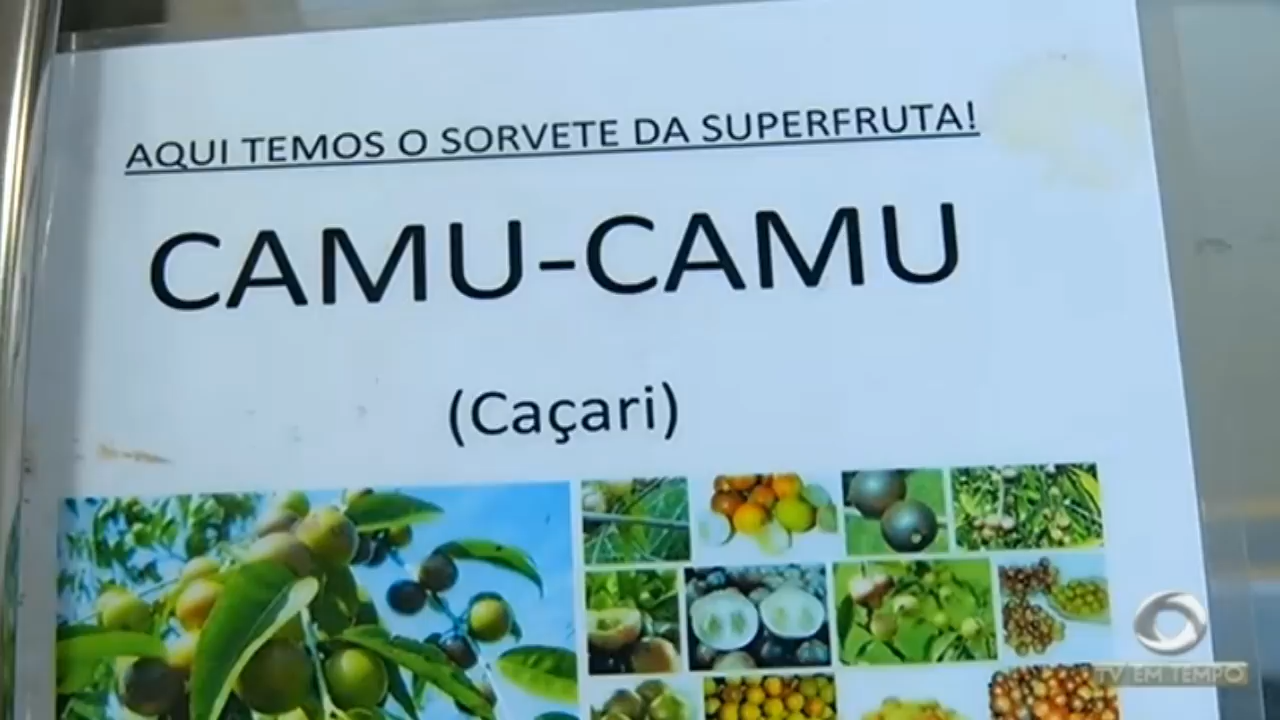 AQUI TEMOS O SORVETE DA SUPERFRUTA!
CAMU-CAMU
(Caçari)
TV EM TEMPO